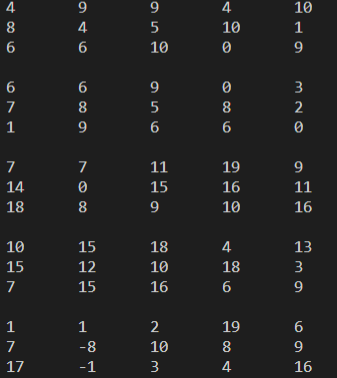 4 9 9 4 10
8 4 5 10 1
6 6 10 0 9
6 6 9 0 3
7 8 5 8 2
1 9 6 6 0
7 7 11 19 9
14 0 15 16 11
18 8 9 10 16
10 15 18 4 13
15 12 10 18 3
7 15 16 6 9
1 1 2 19 6
7 -8 10 8 9
17 -1 3 4 16